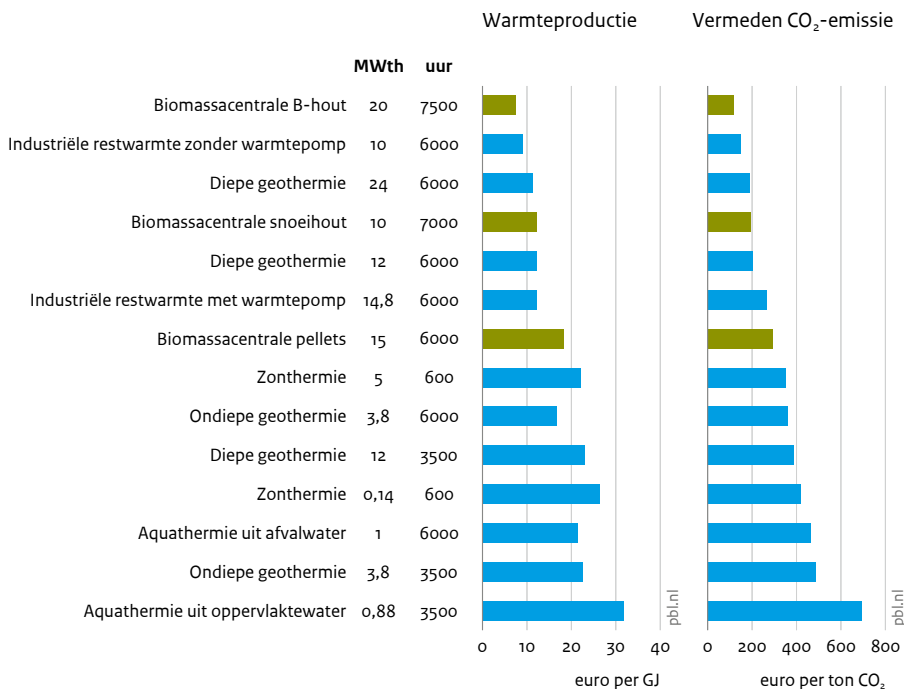 Warmteproductie Vermeden CO₂-emissie
MWth uur
Biomassacentrale B-hout 20 7500
Industriële restwarmte zonder warmtepomp 10 6000
Diepe geothermie 24 6000
Biomassacentrale snoeihout 10 7000
Diepe geothermie 12 6000
Industriële restwarmte met warmtepomp 14,8 6000
Biomassacentrale pellets 15 6000
Zonthermie 5 600
Ondiepe geothermie 3,8 6000
Diepe geothermie 12 3500
Zonthermie 0,14 600
Aquathermie uit afvalwater 1 6000
Ondiepe geothermie 3,8 3500
Aquathermie uit oppervlaktewater 0,88 3500
pbl.nl pbl.nl
0 10 20 30 40 0 200 400 600 800
euro per GJ euro per ton CO₂